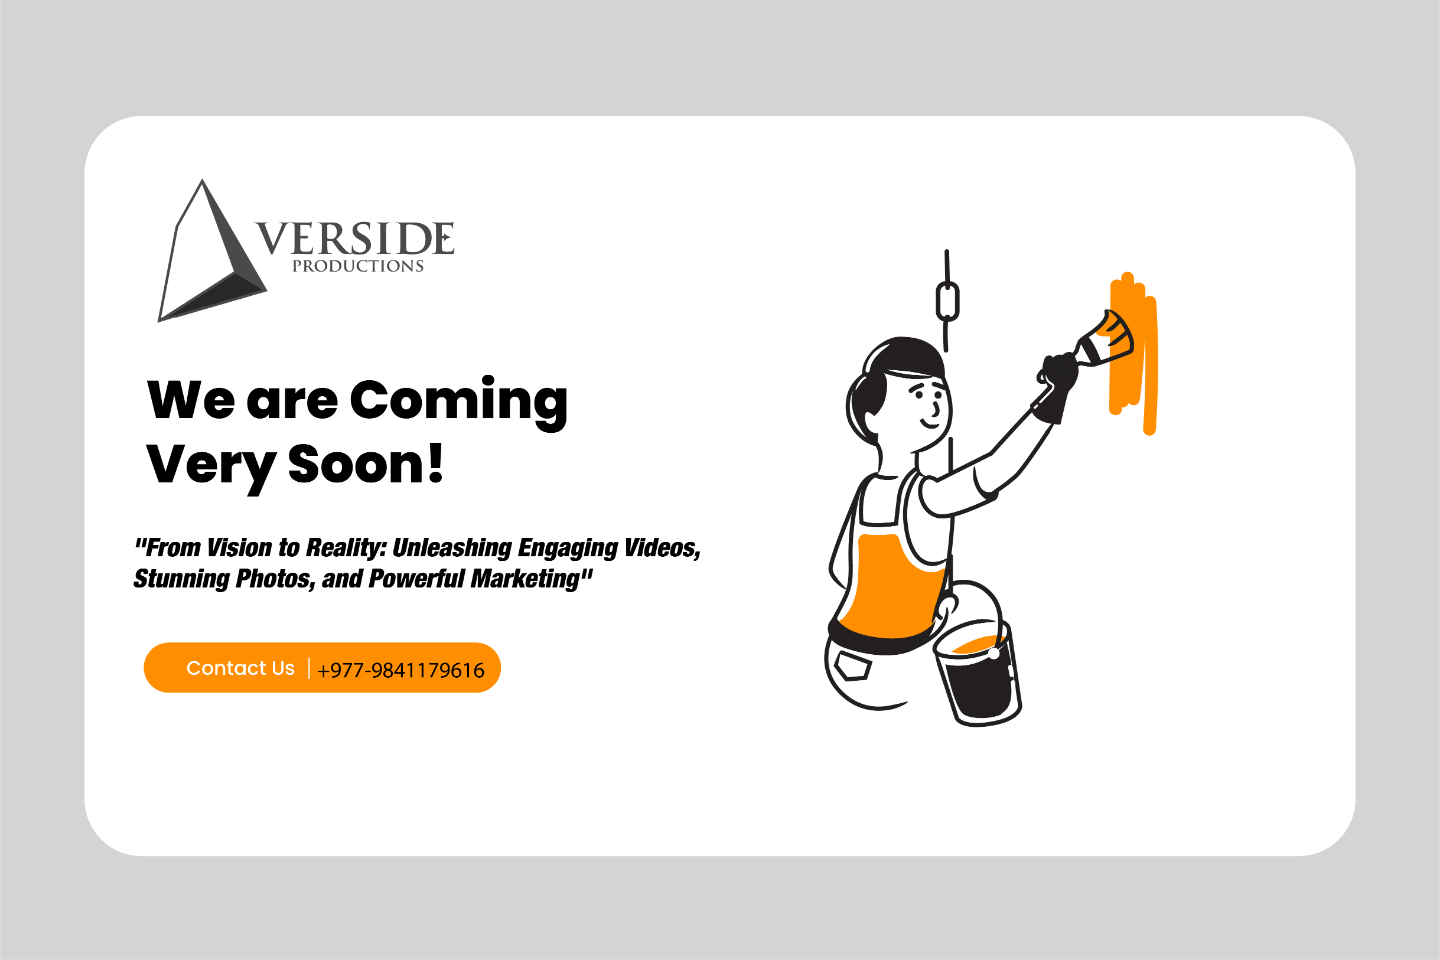 VERSIDE
PRODUCTIONS
We are Coming
Very Soon!
"From Vision to Reality: Unleashing Engaging Videos,
Stunning Photos, and Powerful Marketing"
Contact Us | +977-9841179616